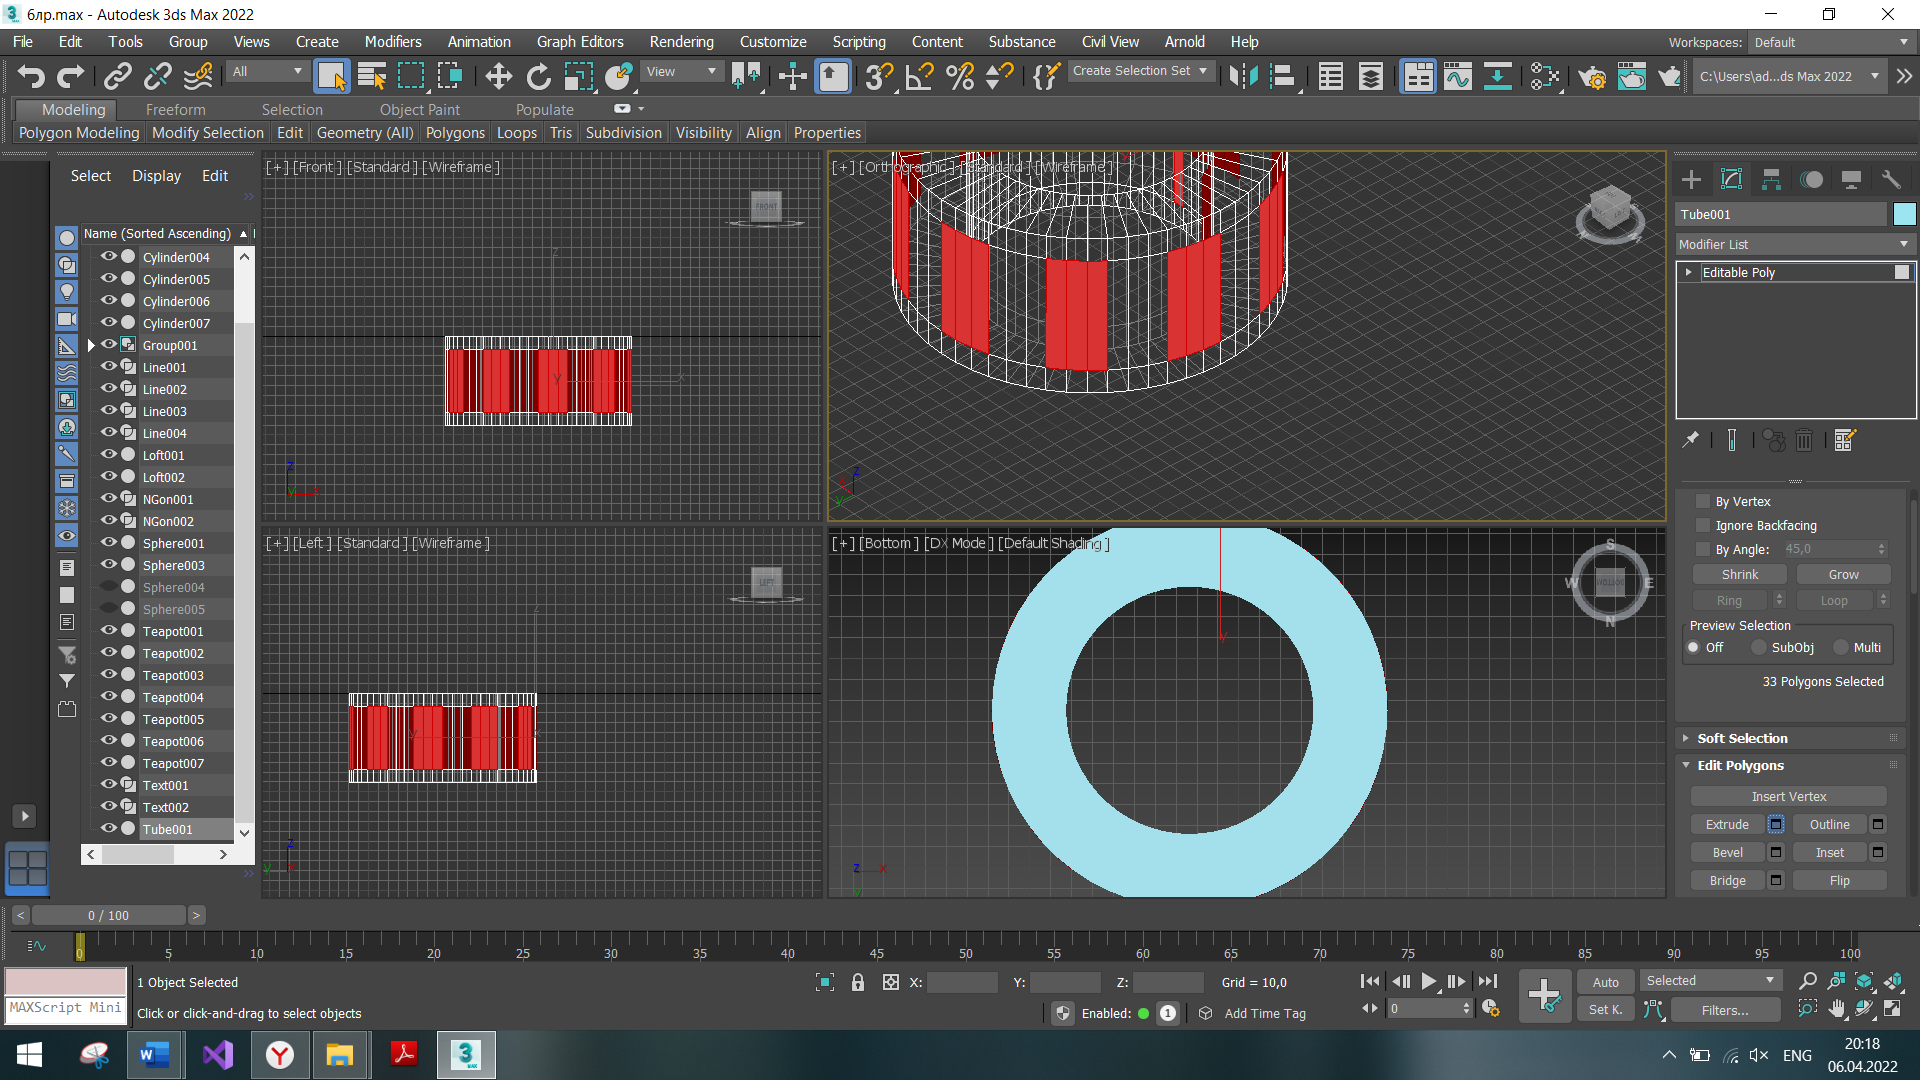 6лр.max - Autodesk 3ds Max 2022
File Edit Tools Group Views Create Modifiers Animation Graph Editors Rendering Customize Scripting Content Substance Civil View Arnold Help
Workspaces: Default
All
View
Create Selection Set
C:\Users\ad...ds Max 2022
Modeling Freeform Selection Object Paint Populate
Polygon Modeling Modify Selection Edit Geometry (All) Polygons Loops Tris Subdivision Visibility Align Properties
Select Display Edit
Name (Sorted Ascending)
Cylinder004
Cylinder005
Cylinder006
Cylinder007
Group001
Line001
Line002
Line003
Line004
Loft001
Loft002
NGon001
NGon002
Sphere001
Sphere003
Sphere004
Sphere005
Teapot001
Teapot002
Teapot003
Teapot004
Teapot005
Teapot006
Teapot007
Text001
Text002
Tube001
[+] [Front ] [Standard ] [Wireframe ]
FRONT
[+] [Orthographic ] [Standard ] [Wireframe ]
[+] [Left ] [Standard ] [Wireframe ]
LEFT
[+] [Bottom ] [DX Mode ] [Default Shading ]
S
W E
BOTTOM
N
Tube001
Modifier List
Editable Poly
By Vertex
Ignore Backfacing
By Angle: 45,0
Shrink Grow
Ring Loop
Preview Selection
Off SubObj Multi
33 Polygons Selected
Soft Selection
Edit Polygons
Insert Vertex
Extrude Outline
Bevel Inset
Bridge Flip
< 0 / 100 >
0 5 10 15 20 25 30 35 40 45 50 55 60 65 70 75 80 85 90 95 100
1 Object Selected
X: Y: Z: Grid = 10,0
Auto Selected
MAXScript Mini
Click or click-and-drag to select objects
Enabled: 1 Add Time Tag
0
Set K. Filters...
ENG
20:18
06.04.2022